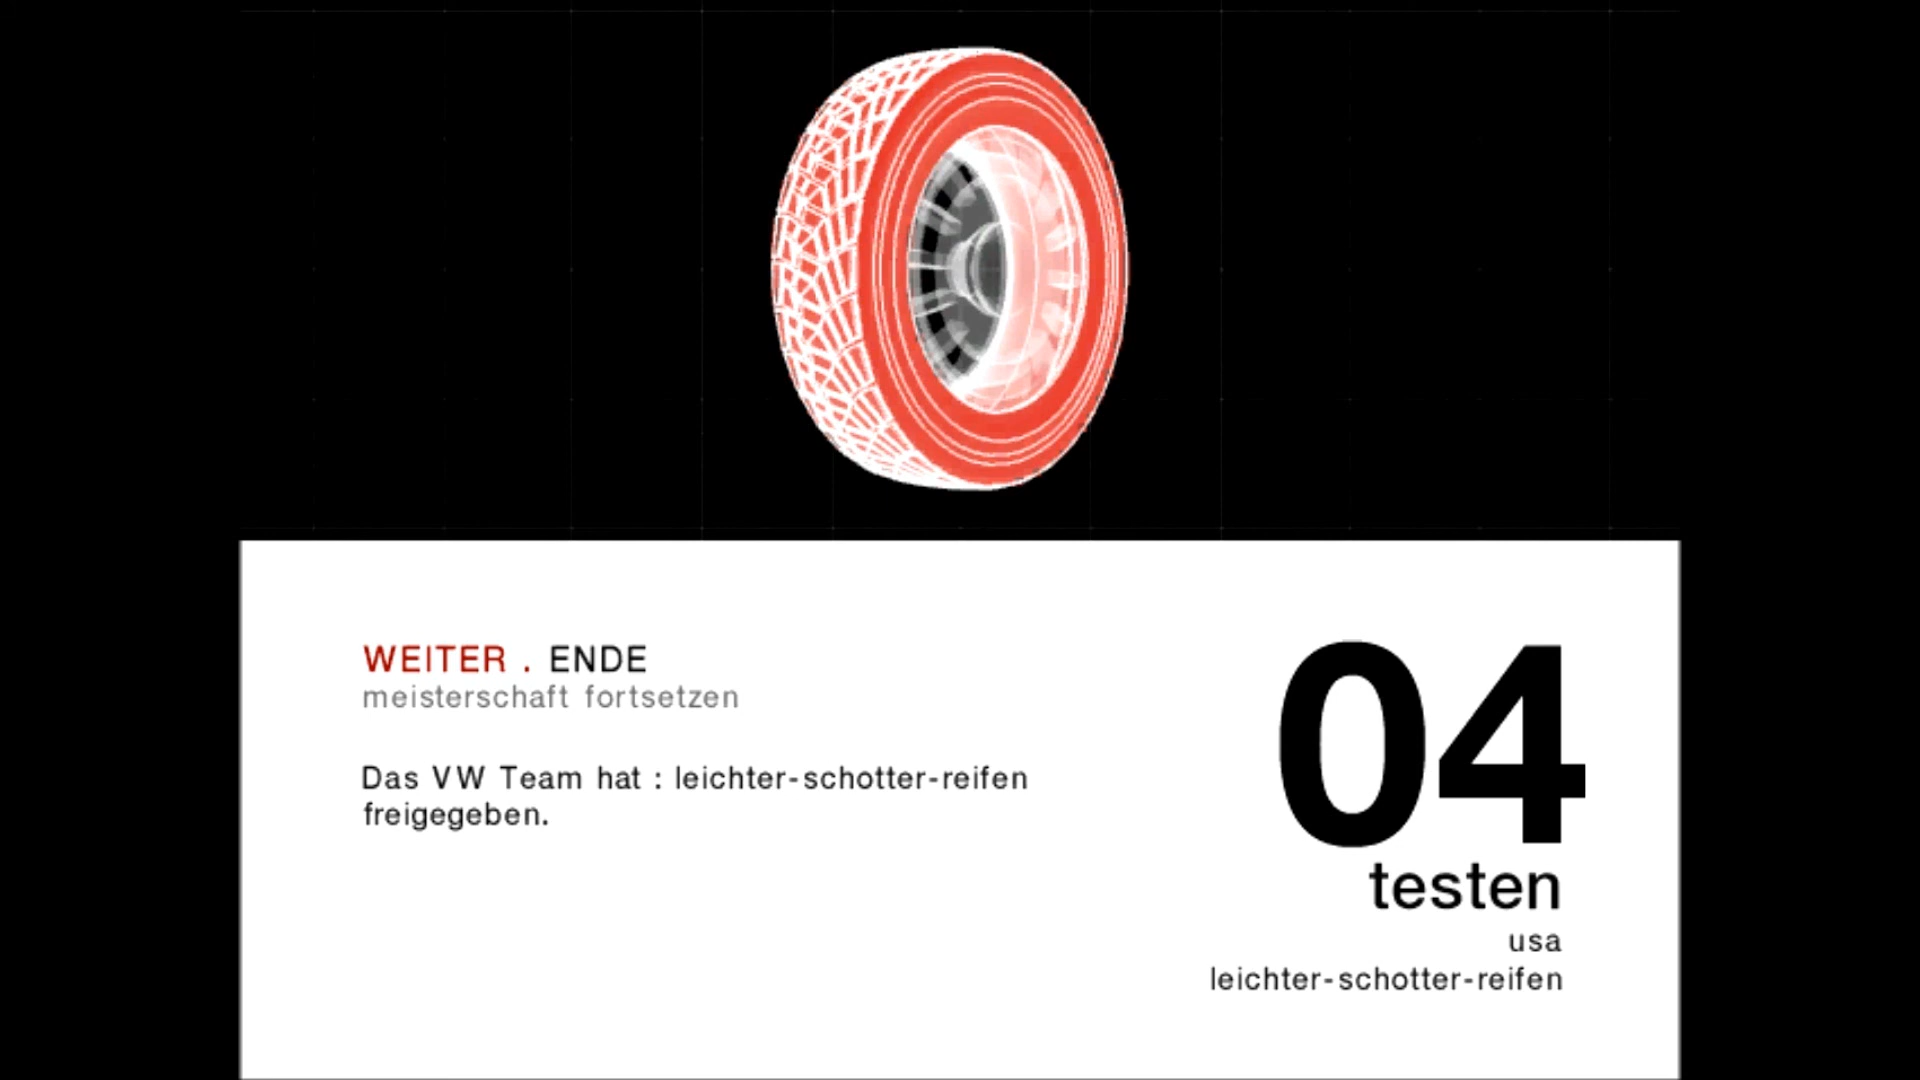 WEITER . ENDE
meisterschaft fortsetzen
Das VW Team hat : leichter-schotter-reifen
freigegeben.
04
testen
usa
leichter-schotter-reifen